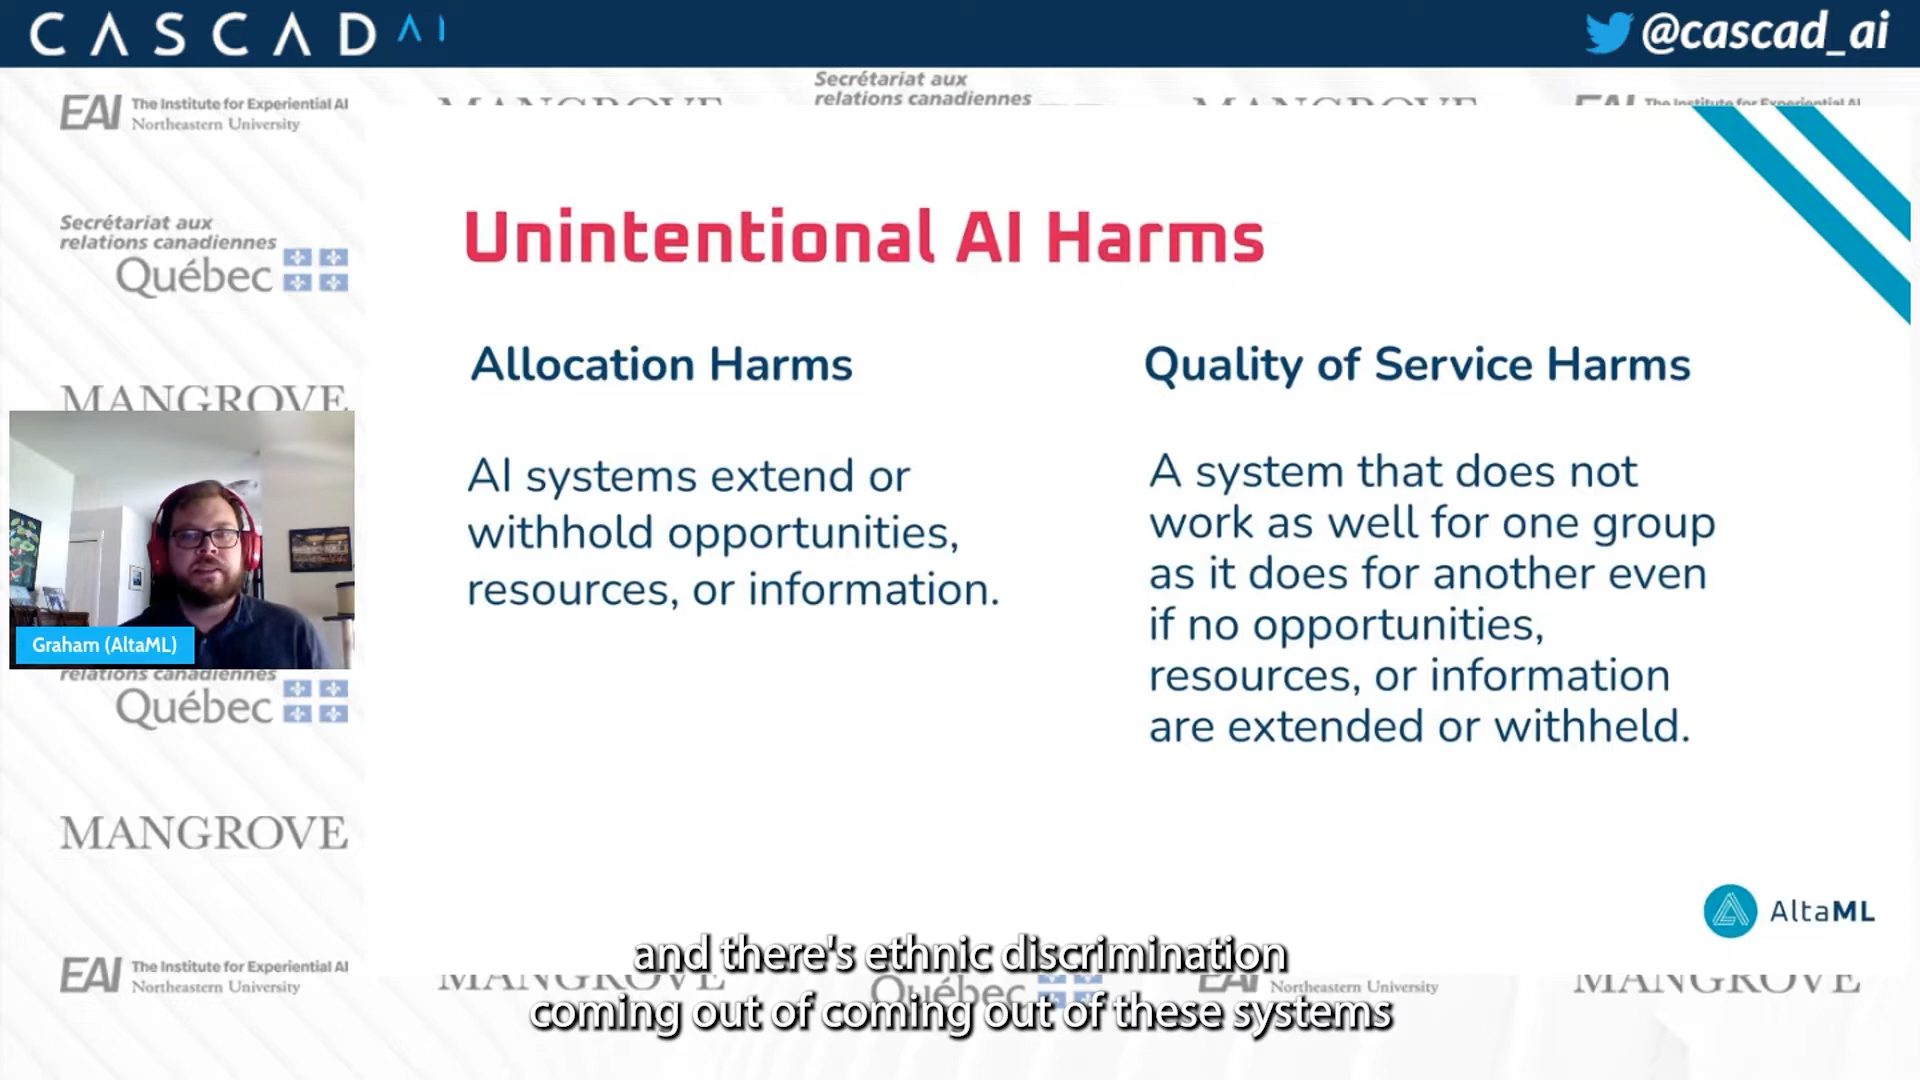 CASCAD AI
@cascad_ai
Secrétariat aux
relations canadiennes
EAI The Institute for Experiential AI
Northeastern University
MANGROVE
MANGROVE
EAI The Institute for Experiential AI
Secrétariat aux
relations canadiennes
Québec
MANGROVE
Unintentional AI Harms
Allocation Harms
AI systems extend or
withhold opportunities,
resources, or information.
Quality of Service Harms
A system that does not
work as well for one group
as it does for another even
if no opportunities,
resources, or information
are extended or withheld.
Graham (AltaML)
relations canadiennes
Québec
MANGROVE
AltaML
and there's ethnic discrimination
coming out of coming out of these systems
EAI The Institute for Experiential AI
Northeastern University
MANGROVE
Québec
EAI Northeastern University
MANGROVE